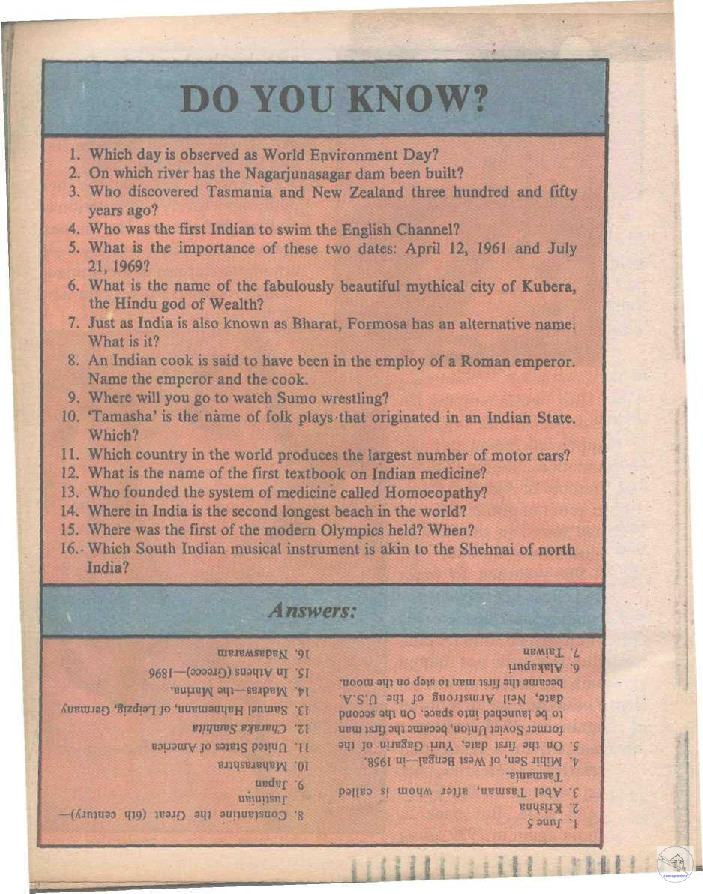 DO YOU KNOW?
1. Which day is observed as World Environment Day?
2. On which river has the Nagarjunasagar dam been built?
3. Who discovered Tasmania and New Zealand three hundred and fifty
years ago?
4. Who was the first Indian to swim the English Channel?
5. What is the importance of these two dates: April 12, 1961 and July
21, 1969?
6. What is the name of the fabulously beautiful mythical city of Kubera,
the Hindu god of Wealth?
7. Just as India is also known as Bharat, Formosa has an alternative name.
What is it?
8. An Indian cook is said to have been in the employ of a Roman emperor.
Name the emperor and the cook.
9. Where will you go to watch Sumo wrestling?
10. ‘Tamasha’ is the name of folk plays that originated in an Indian State.
Which?
11. Which country in the world produces the largest number of motor cars?
12. What is the name of the first textbook on Indian medicine?
13. Who founded the system of medicine called Homoeopathy?
14. Where in India is the second longest beach in the world?
15. Where was the first of the modern Olympics held? When?
16. Which South Indian musical instrument is akin to the Shehnai of north
India?
Answers:
1. June 5
2. Krishna
3. Abel Tasman, after whom is called
Tasmania.
4. Mihir Sen, of West Bengal—in 1958.
5. On the first date, Yuri Gagarin of the
former Soviet Union, became the first man
to be launched into space. On the second
date, Neil Armstrong of the U.S.A.
became the first man to step on the moon.
6. Alakapuri
7. Taiwan
8. Constantine the Great (6th century)—
Justinian
9. Japan
10. Maharashtra
11. United States of America
12. Charaka Samhita
13. Samuel Hahnemann, of Leipzig, Germany
14. Madras—the Marina.
15. In Athens (Greece)—1896
16. Nadaswaram